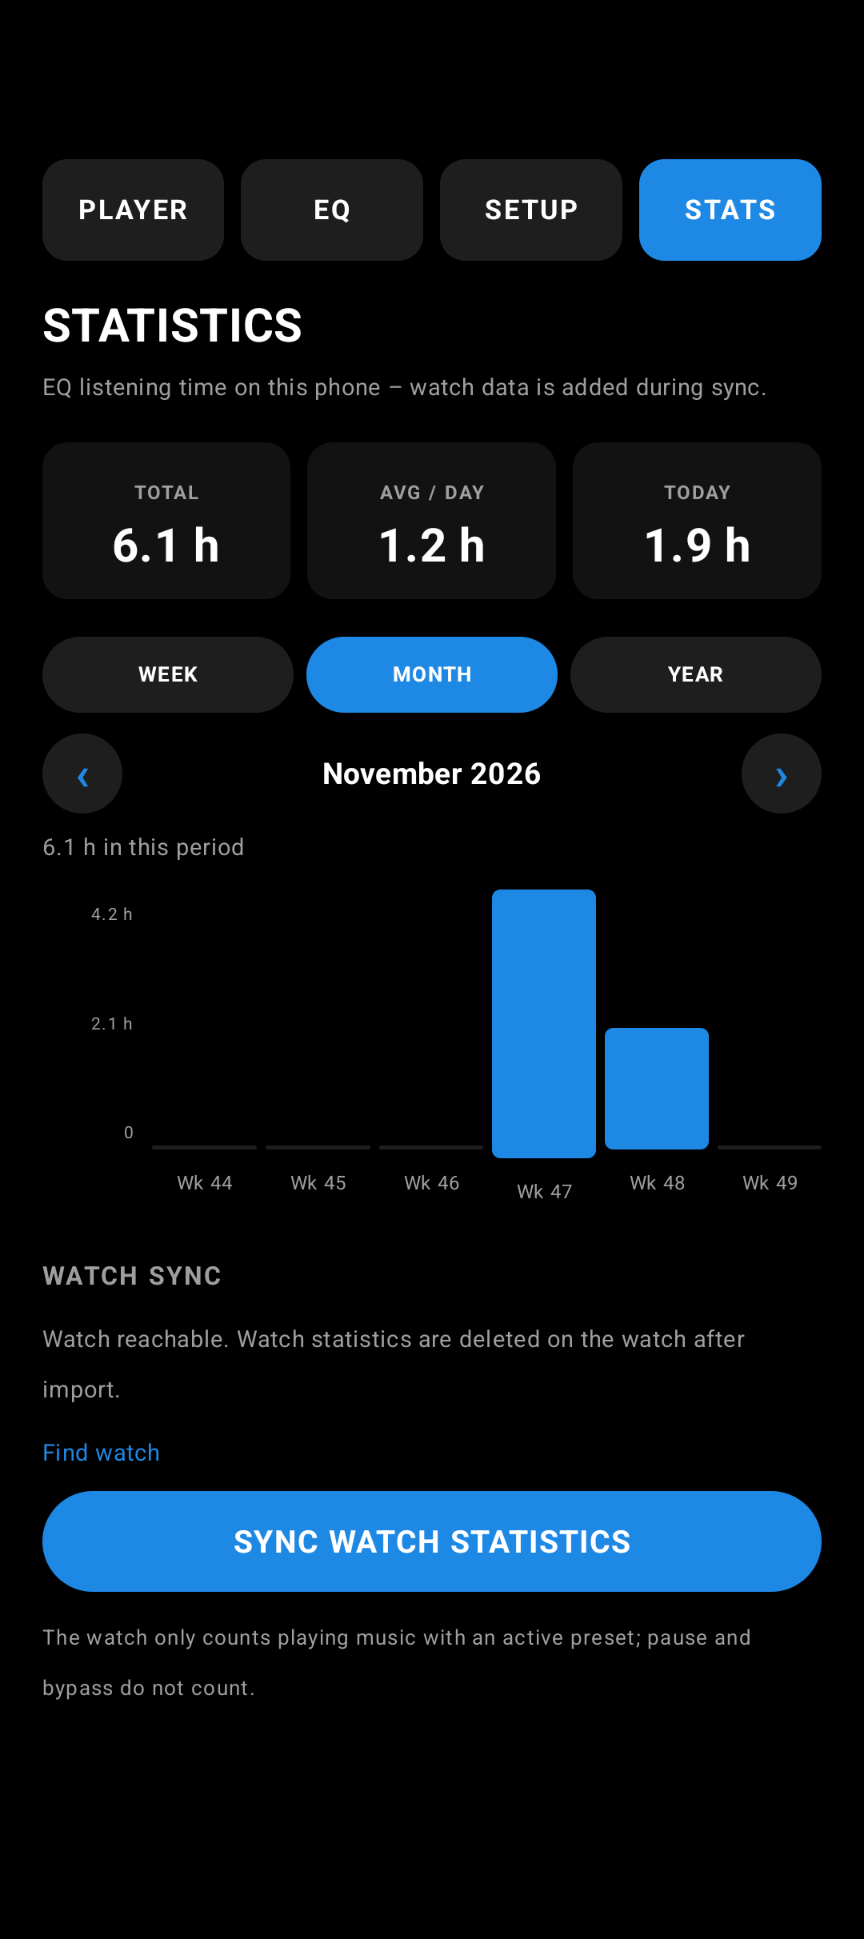 PLAYER EQ SETUP STATS
STATISTICS
EQ listening time on this phone – watch data is added during sync.
TOTAL AVG / DAY TODAY
6.1 h 1.2 h 1.9 h
WEEK MONTH YEAR
‹ November 2026 ›
6.1 h in this period
4.2 h
2.1 h
0
Wk 44 Wk 45 Wk 46 Wk 47 Wk 48 Wk 49
WATCH SYNC
Watch reachable. Watch statistics are deleted on the watch after
import.
Find watch
SYNC WATCH STATISTICS
The watch only counts playing music with an active preset; pause and
bypass do not count.